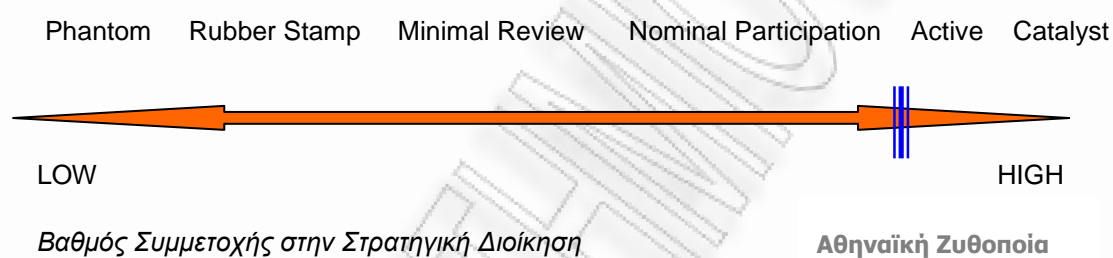 Phantom Rubber Stamp Minimal Review Nominal Participation Active Catalyst
LOW HIGH
Βαθμός Συμμετοχής στην Στρατηγική Διοίκηση Αθηναϊκή Ζυθοποιία